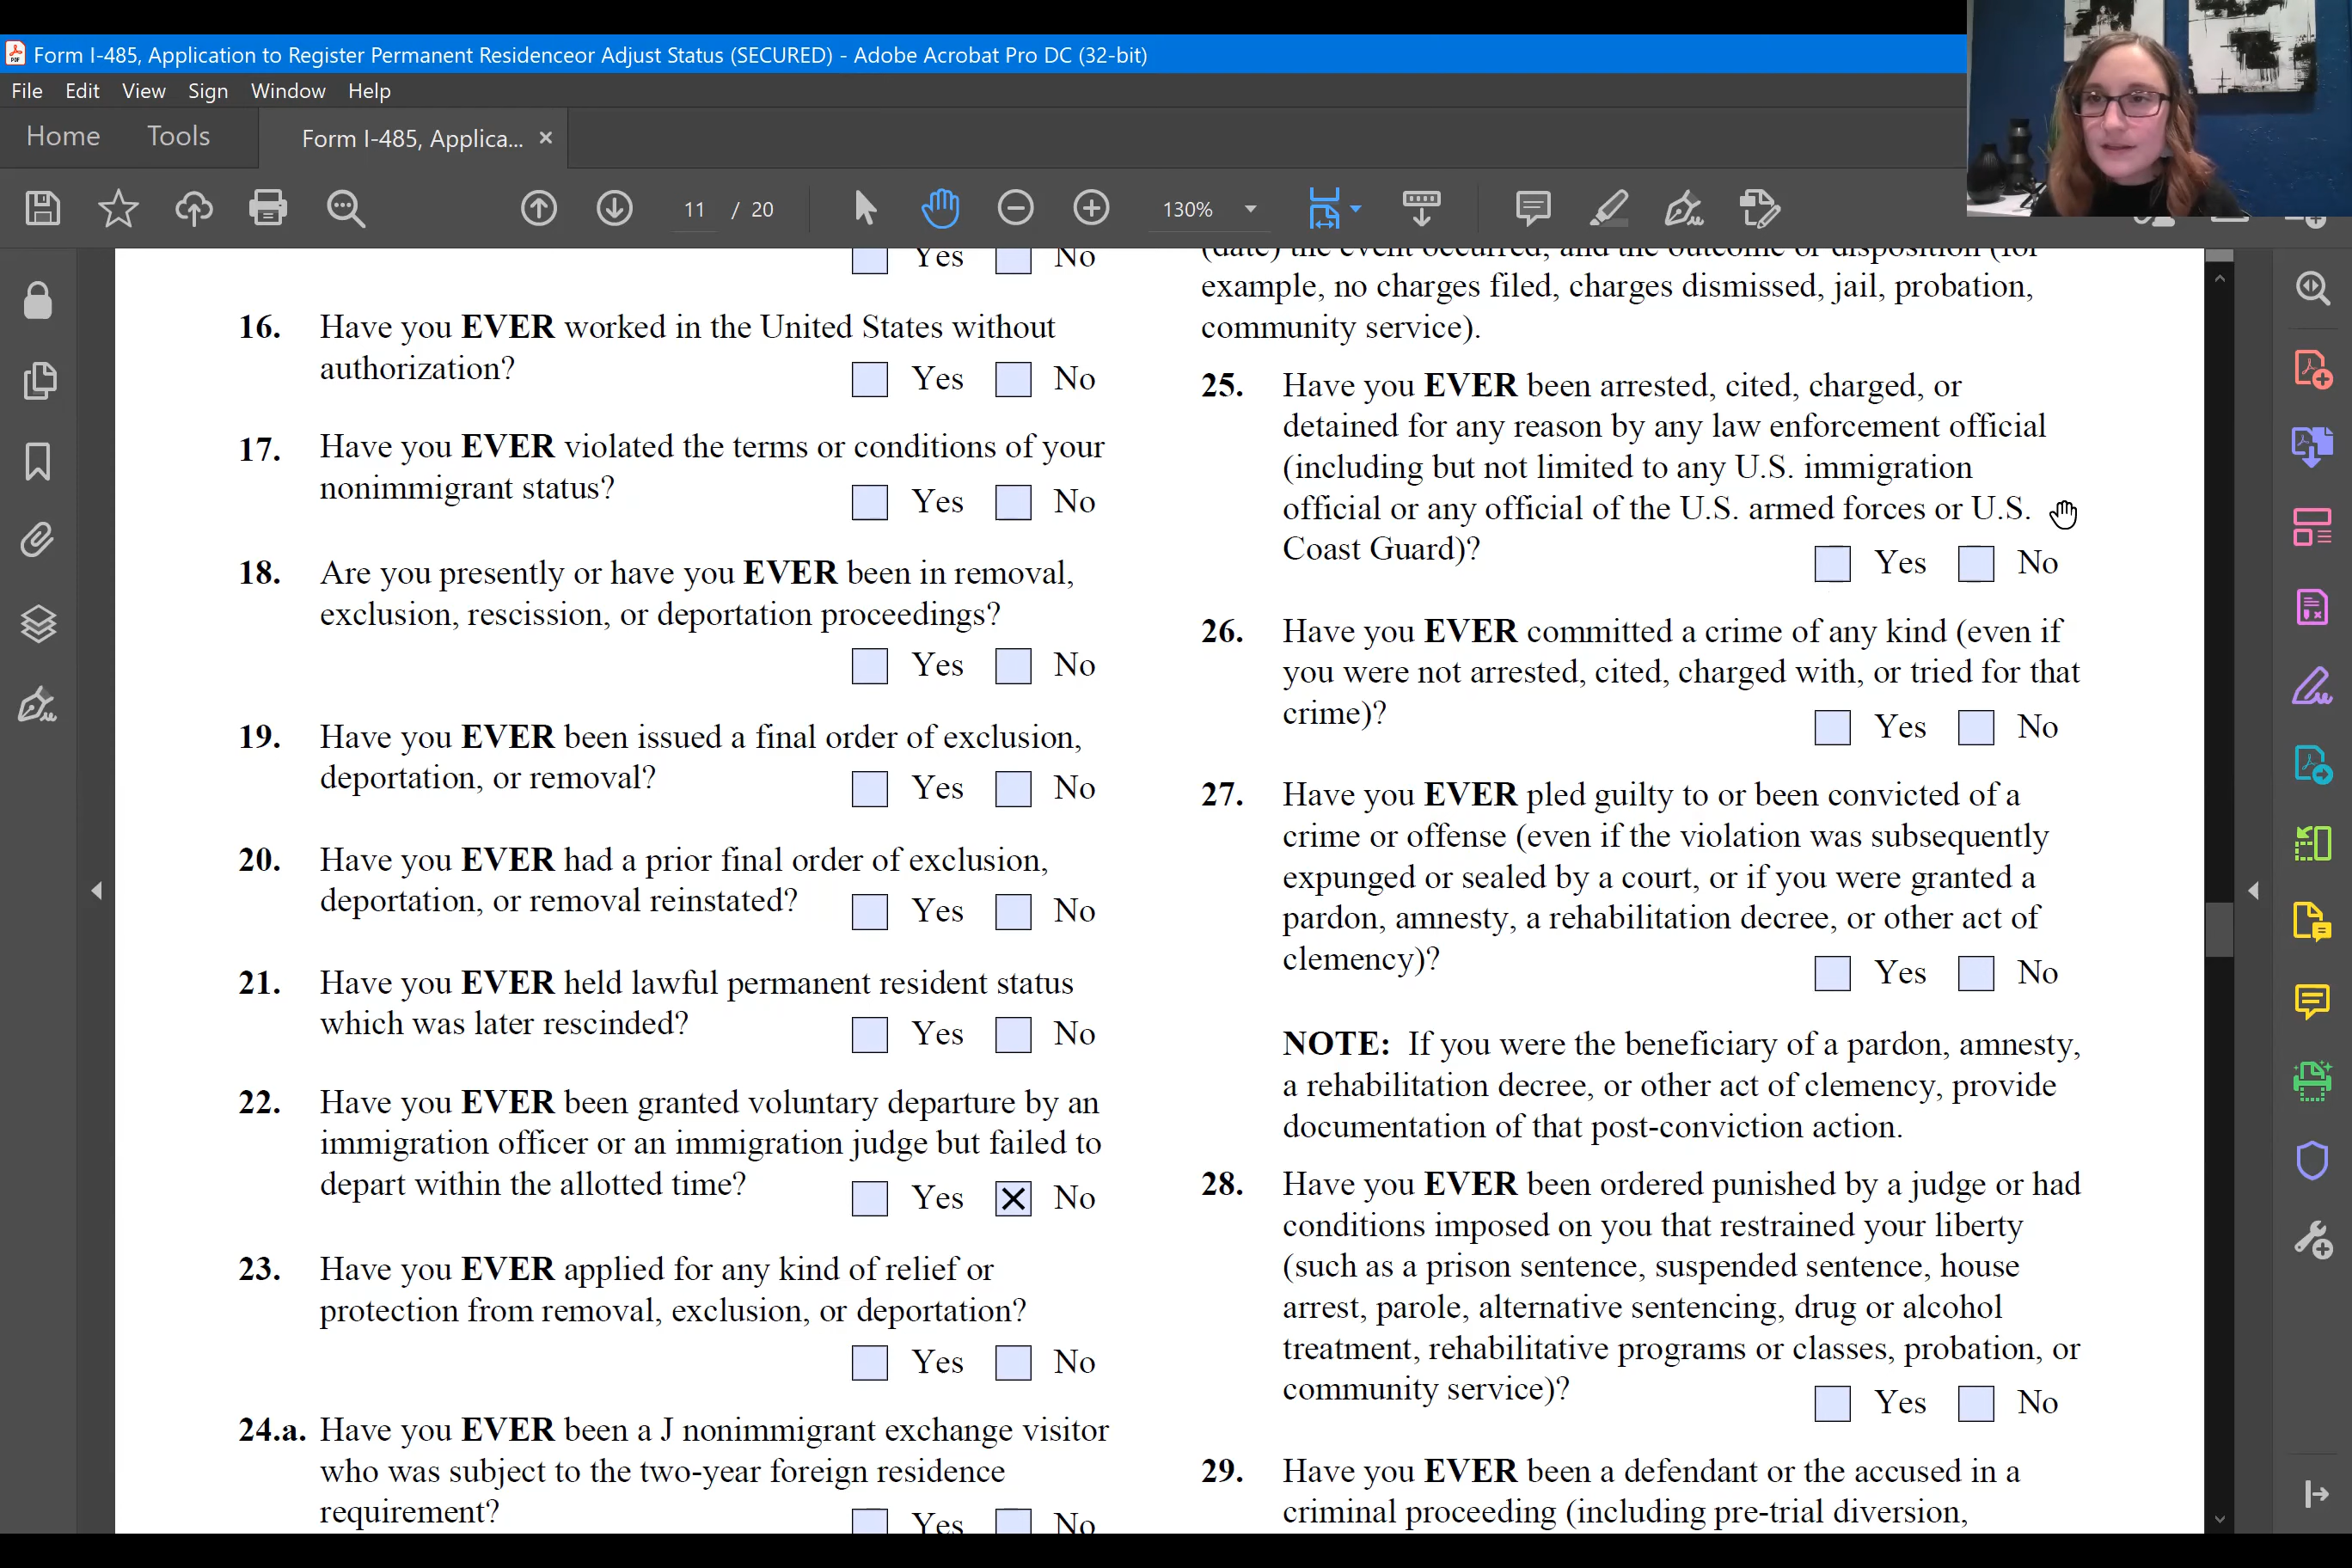 Form I-485, Application to Register Permanent Residenceor Adjust Status (SECURED) - Adobe Acrobat Pro DC (32-bit)
File Edit View Sign Window Help
Home Tools Form I-485, Applica... ×
11 / 20 130%
Yes No
16. Have you EVER worked in the United States without
authorization? Yes No
17. Have you EVER violated the terms or conditions of your
nonimmigrant status? Yes No
18. Are you presently or have you EVER been in removal,
exclusion, rescission, or deportation proceedings?
Yes No
19. Have you EVER been issued a final order of exclusion,
deportation, or removal? Yes No
20. Have you EVER had a prior final order of exclusion,
deportation, or removal reinstated? Yes No
21. Have you EVER held lawful permanent resident status
which was later rescinded? Yes No
22. Have you EVER been granted voluntary departure by an
immigration officer or an immigration judge but failed to
depart within the allotted time? Yes No
23. Have you EVER applied for any kind of relief or
protection from removal, exclusion, or deportation?
Yes No
24.a. Have you EVER been a J nonimmigrant exchange visitor
who was subject to the two-year foreign residence
requirement?
Yes No
(date) the event occurred, and the outcome or disposition (for
example, no charges filed, charges dismissed, jail, probation,
community service).
25. Have you EVER been arrested, cited, charged, or
detained for any reason by any law enforcement official
(including but not limited to any U.S. immigration
official or any official of the U.S. armed forces or U.S.
Coast Guard)? Yes No
26. Have you EVER committed a crime of any kind (even if
you were not arrested, cited, charged with, or tried for that
crime)? Yes No
27. Have you EVER pled guilty to or been convicted of a
crime or offense (even if the violation was subsequently
expunged or sealed by a court, or if you were granted a
pardon, amnesty, a rehabilitation decree, or other act of
clemency)? Yes No
NOTE: If you were the beneficiary of a pardon, amnesty,
a rehabilitation decree, or other act of clemency, provide
documentation of that post-conviction action.
28. Have you EVER been ordered punished by a judge or had
conditions imposed on you that restrained your liberty
(such as a prison sentence, suspended sentence, house
arrest, parole, alternative sentencing, drug or alcohol
treatment, rehabilitative programs or classes, probation, or
community service)? Yes No
29. Have you EVER been a defendant or the accused in a
criminal proceeding (including pre-trial diversion,